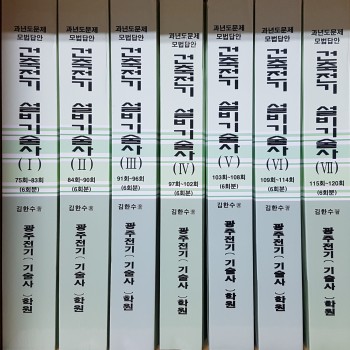 과년도문제
모범답안
건축전기 설비기술사
(Ⅰ)
75회-83회
(6회분)
김한수 著
광주전기(기술사)학원
과년도문제
모범답안
건축전기 설비기술사
(Ⅱ)
84회-90회
(6회분)
김한수 著
광주전기(기술사)학원
과년도문제
모범답안
건축전기 설비기술사
(Ⅲ)
91회-96회
(6회분)
김한수 著
광주전기(기술사)학원
과년도문제
모범답안
건축전기 설비기술사
(Ⅳ)
97회-102회
(6회분)
김한수 著
광주전기(기술사)학원
과년도문제
모범답안
건축전기 설비기술사
(Ⅴ)
103회-108회
(6회분)
김한수 著
광주전기(기술사)학원
과년도문제
모범답안
건축전기 설비기술사
(Ⅵ)
109회-114회
(6회분)
김한수 著
광주전기(기술사)학원
과년도문제
모범답안
건축전기 설비기술사
(Ⅶ)
115회-120회
(6회분)
김한수 著
광주전기(기술사)학원